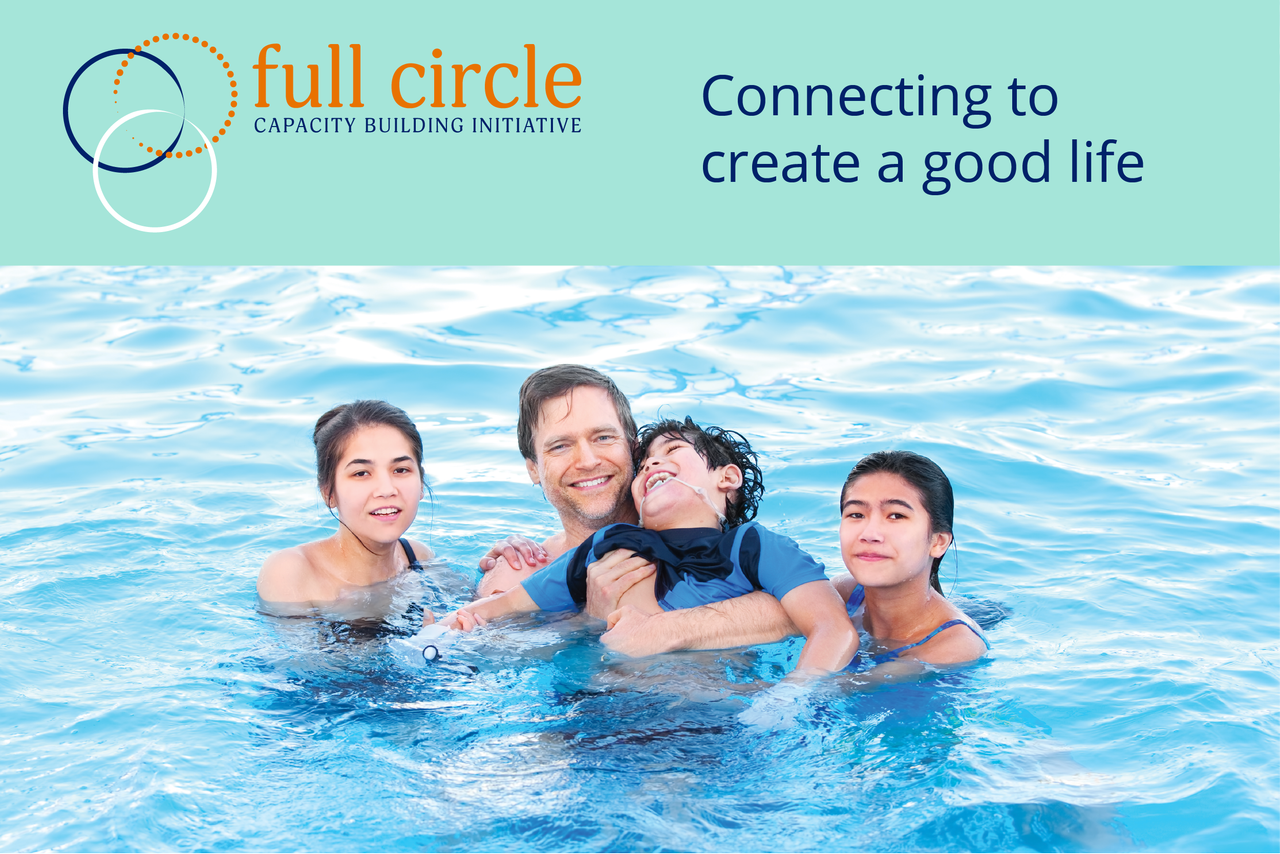 full circle
CAPACITY BUILDING INITIATIVE
Connecting to
create a good life